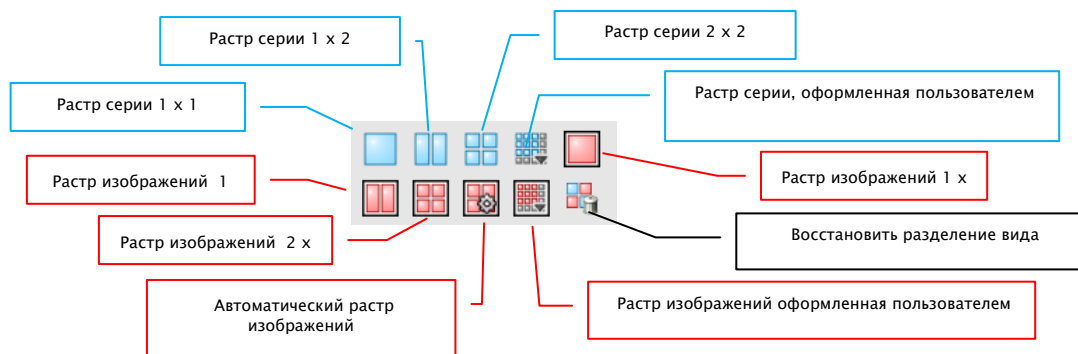 Растр серии 1 x 2
Растр серии 2 x 2
Растр серии 1 x 1
Растр серии, оформленная пользователем
Растр изображений 1
Растр изображений 1 x
Растр изображений 2 x
Восстановить разделение вида
Автоматический растр
изображений
Растр изображений оформленная пользователем